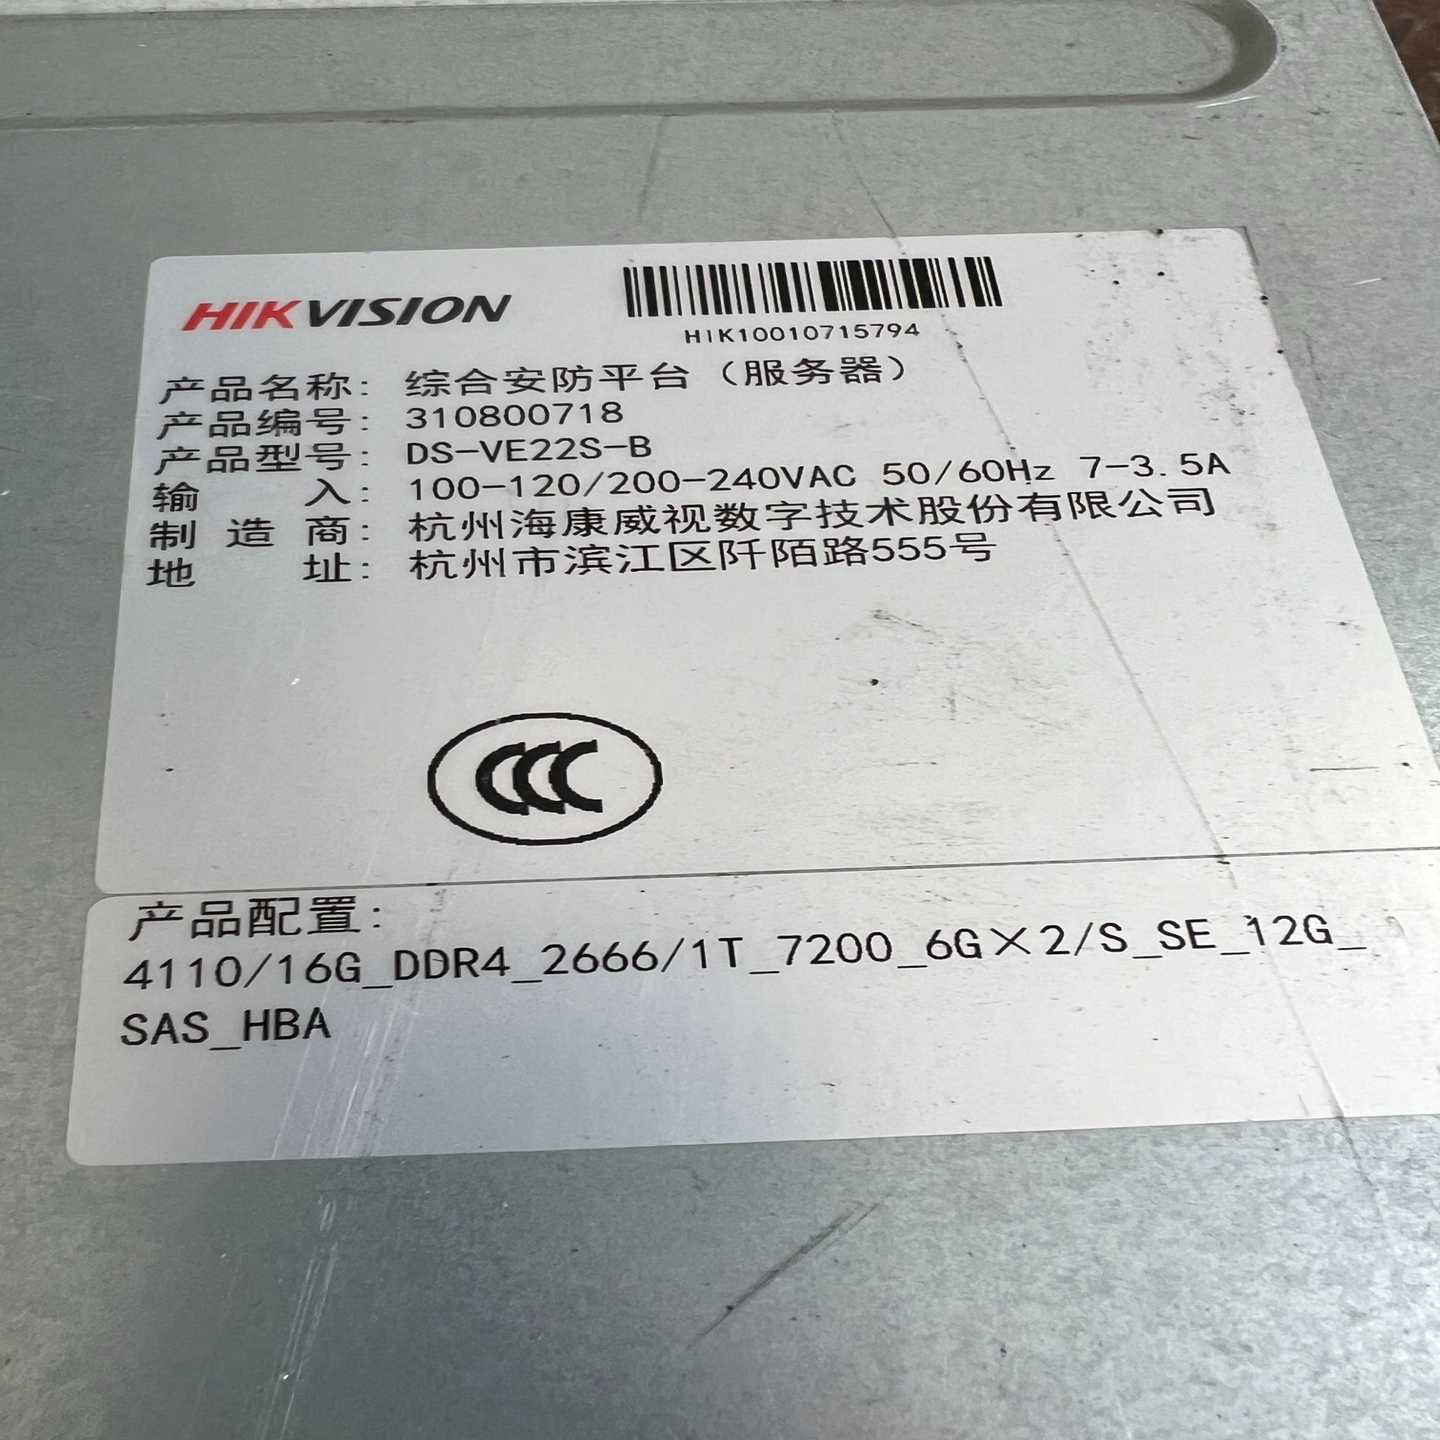 HIKVISION
HIK10010715794
产品名称: 综合安防平台（服务器）
产品编号: 310800718
产品型号: DS-VE22S-B
输 入: 100-120/200-240VAC 50/60Hz 7-3.5A
制 造 商: 杭州海康威视数字技术股份有限公司
地 址: 杭州市滨江区阡陌路555号
CCC
产品配置:
4110/16G_DDR4_2666/1T_7200_6G×2/S_SE_12G_
SAS_HBA